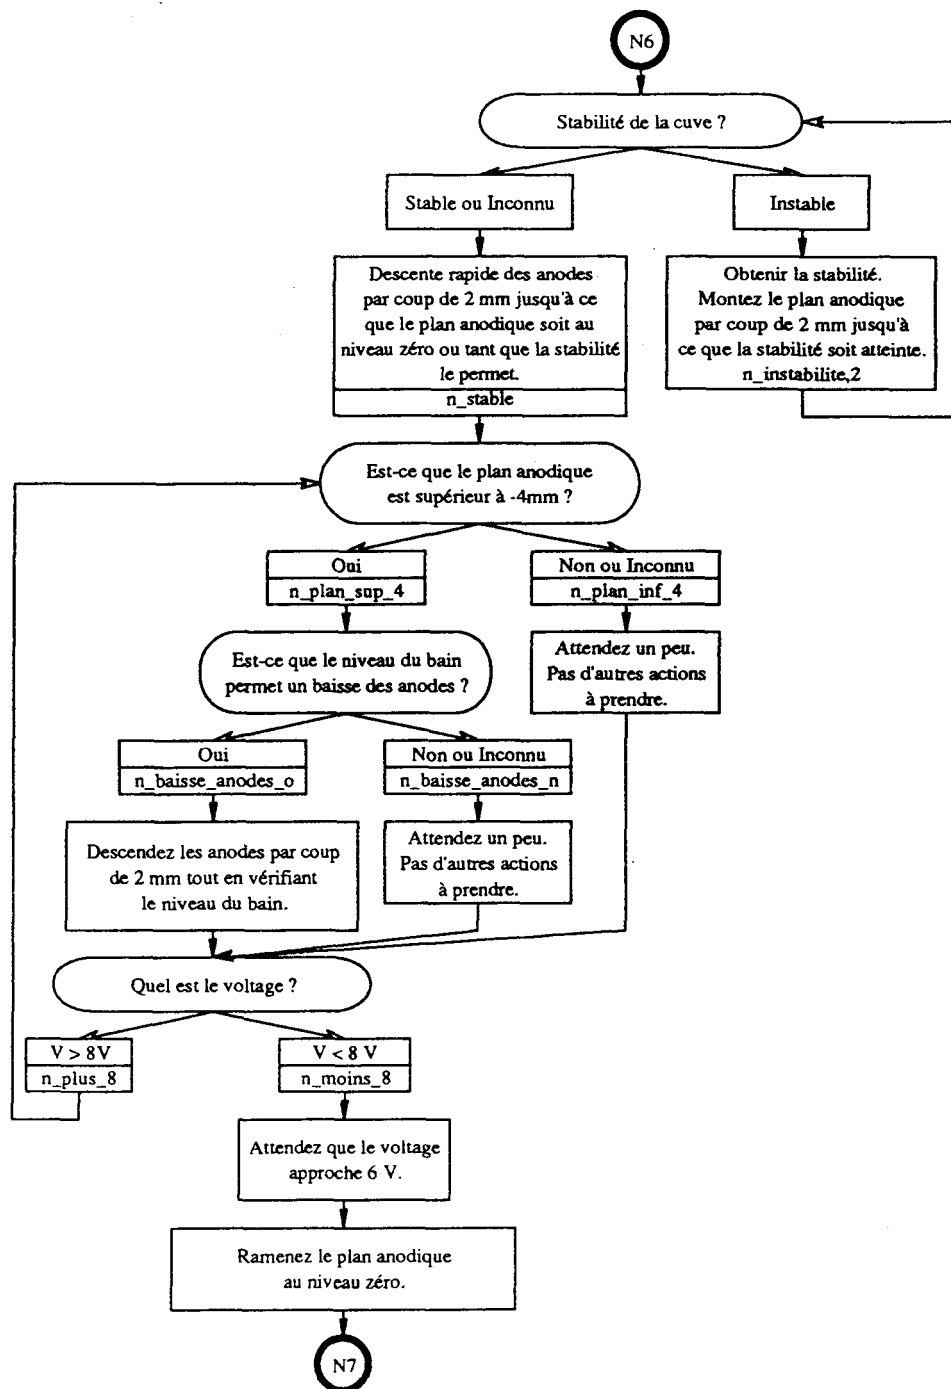 N6
Stabilité de la cuve ?
Stable ou Inconnu
Instable
Descente rapide des anodes
par coup de 2 mm jusqu'à ce
que le plan anodique soit au
niveau zéro ou tant que la stabilité
le permet.
n_stable
Obtenir la stabilité.
Montez le plan anodique
par coup de 2 mm jusqu'à
ce que la stabilité soit atteinte.
n_instabilite,2
Est-ce que le plan anodique
est supérieur à -4mm ?
Oui
n_plan_sup_4
Non ou Inconnu
n_plan_inf_4
Est-ce que le niveau du bain
permet un baisse des anodes ?
Attendez un peu.
Pas d'autres actions
à prendre.
Oui
n_baisse_anodes_o
Non ou Inconnu
n_baisse_anodes_n
Descendez les anodes par coup
de 2 mm tout en vérifiant
le niveau du bain.
Attendez un peu.
Pas d'autres actions
à prendre.
Quel est le voltage ?
V > 8V
n_plus_8
V < 8 V
n_moins_8
Attendez que le voltage
approche 6 V.
Ramenez le plan anodique
au niveau zéro.
N7